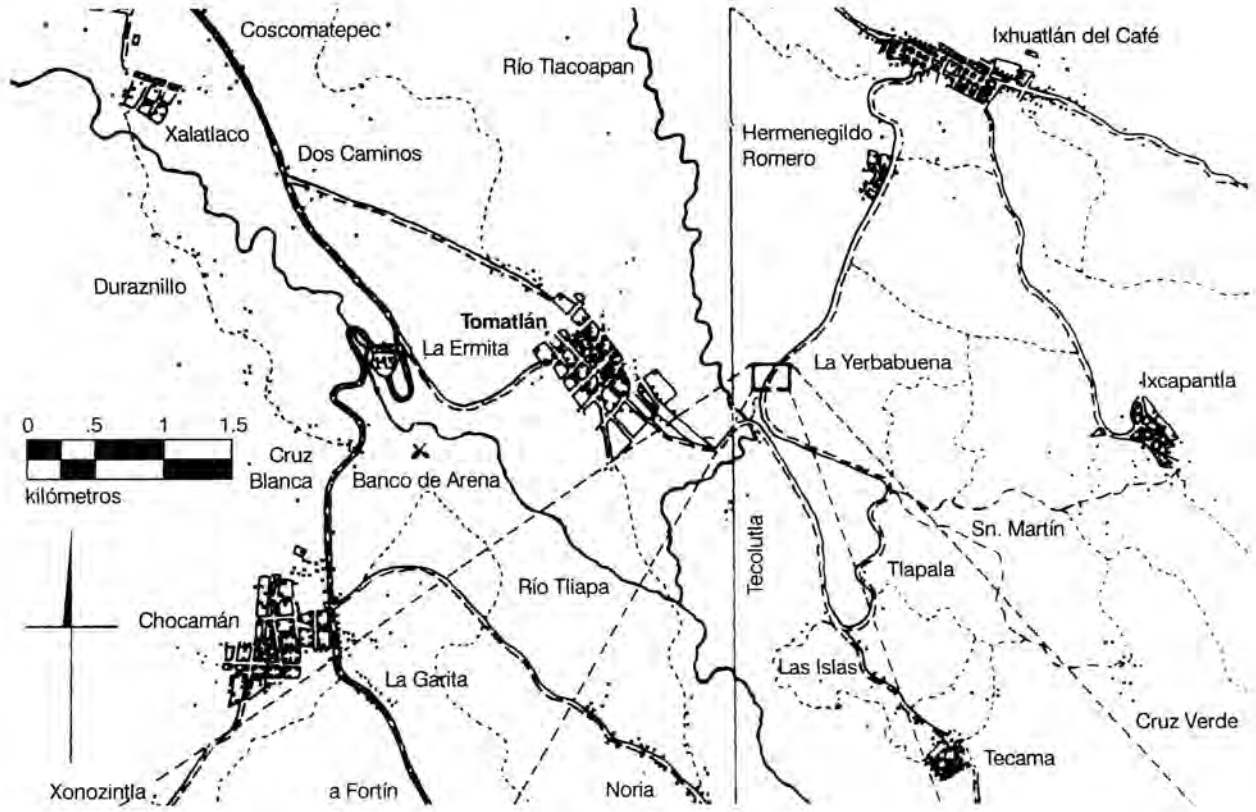 Coscomatepec
Ixhuatlán del Café
Río Tlacoapan
Xalatlaco
Hermenegildo
Romero
Dos Caminos
Duraznillo
Tomatlán
La Ermita
La Yerbabuena
Ixcapantla
0 .5 1 1.5
kilómetros
Cruz
Blanca
Banco de Arena
Sn. Martín
Tecolutla
Tlapala
Río Tliapa
Chocamán
La Garita
Las Islas
Cruz Verde
Tecama
Xonozintla
a Fortín
Noria